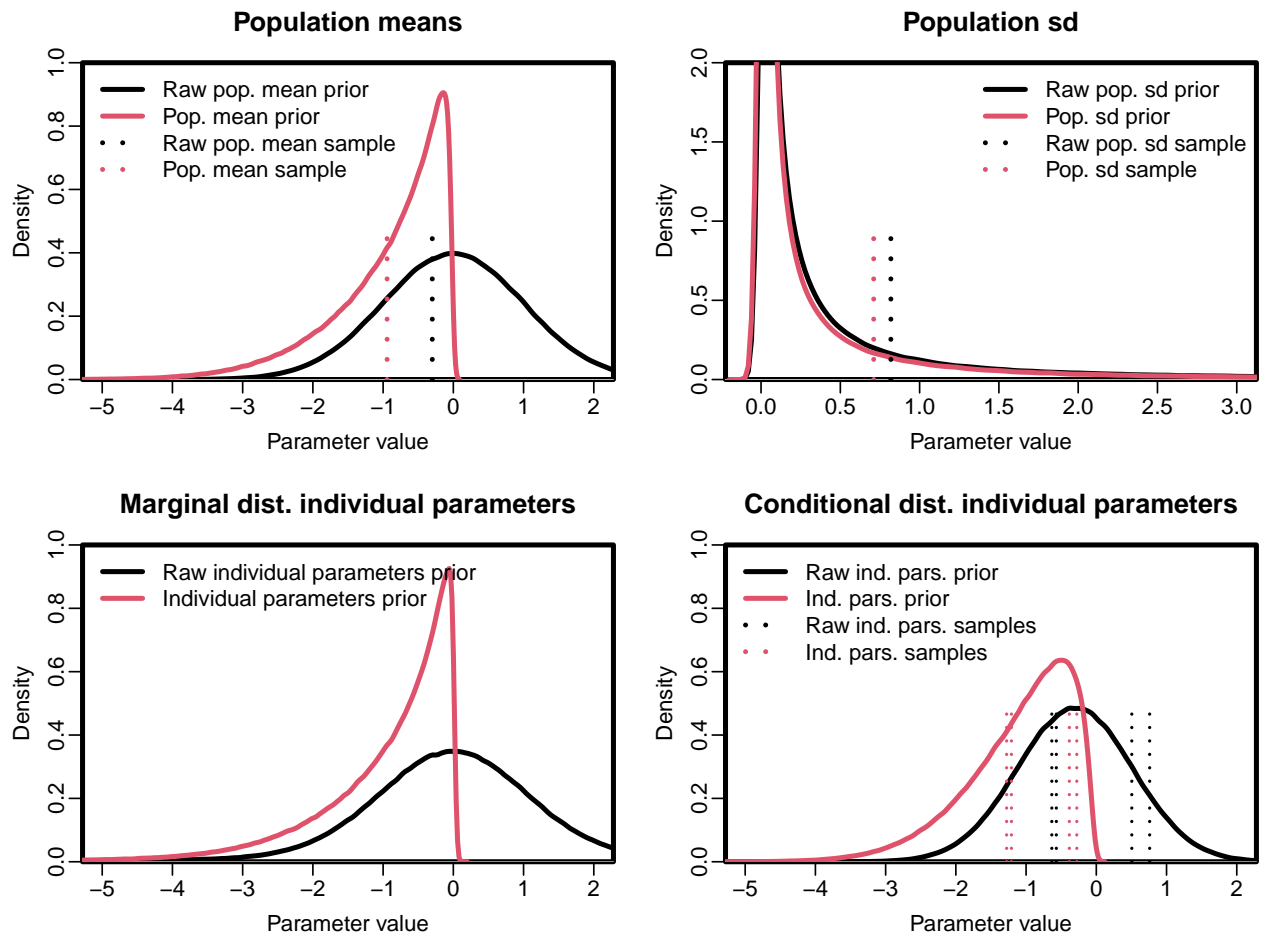 Population means
Density
0.0 0.2 0.4 0.6 0.8 1.0
Raw pop. mean prior
Pop. mean prior
Raw pop. mean sample
Pop. mean sample
−5 −4 −3 −2 −1 0 1 2
Parameter value
Population sd
Density
0.0 0.5 1.0 1.5 2.0
Raw pop. sd prior
Pop. sd prior
Raw pop. sd sample
Pop. sd sample
0.0 0.5 1.0 1.5 2.0 2.5 3.0
Parameter value
Marginal dist. individual parameters
Density
0.0 0.2 0.4 0.6 0.8 1.0
Raw individual parameters prior
Individual parameters prior
−5 −4 −3 −2 −1 0 1 2
Parameter value
Conditional dist. individual parameters
Density
0.0 0.2 0.4 0.6 0.8 1.0
Raw ind. pars. prior
Ind. pars. prior
Raw ind. pars. samples
Ind. pars. samples
−5 −4 −3 −2 −1 0 1 2
Parameter value